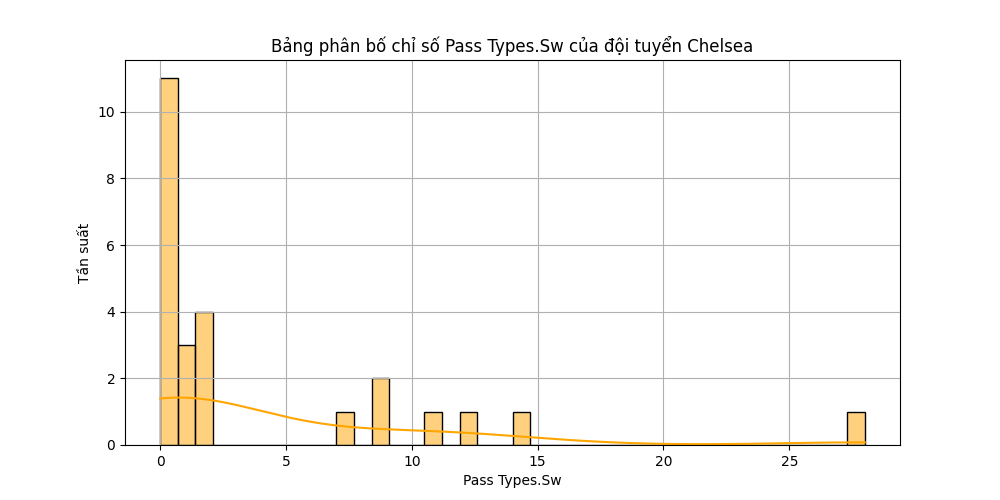 Bảng phân bố chỉ số Pass Types.Sw của đội tuyển Chelsea
Tần suất
10
8
6
4
2
0
0 5 10 15 20 25
Pass Types.Sw